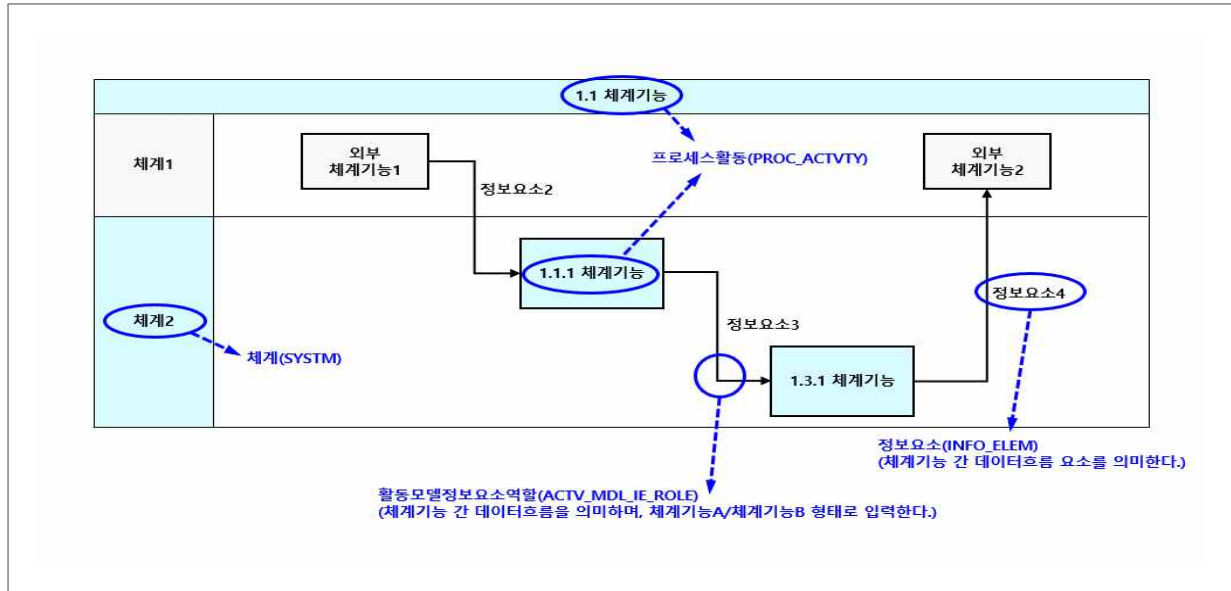 1.1 체계기능
체계1
외부
체계기능1
정보요소2
프로세스활동(PROC_ACTVTY)
외부
체계기능2
1.1.1 체계기능
정보요소4
체계2
정보요소3
체계(SYSTM)
1.3.1 체계기능
정보요소(INFO_ELEM)
(체계기능 간 데이터흐름 요소를 의미한다.)
활동모델정보요소역할(ACTV_MDL_IE_ROLE)
(체계기능 간 데이터흐름을 의미하며, 체계기능A/체계기능B 형태로 입력한다.)